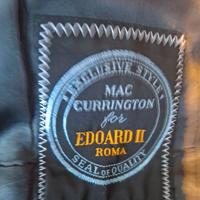 EXCLUSIVE STYLE
MAC
CURRINGTON
for
EDOARD II
ROMA
SEAL OF QUALITY